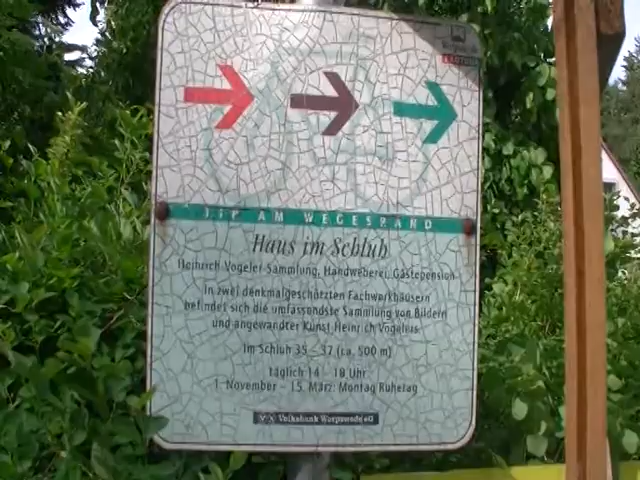 TIP AM WEGESRAND
Haus im Schluh
Heinrich Vogeler Sammlung, Handweberei, Gästepension
In zwei denkmalgeschützten Fachwerkhäusern
befindet sich die umfassendste Sammlung von Bildern
und angewandter Kunst Heinrich Vogelers
Im Schluh 35 - 37 (ca. 500 m)
täglich 14 - 18 Uhr
1. November - 15. März: Montag Ruhetag
Volksbank Worpswede eG